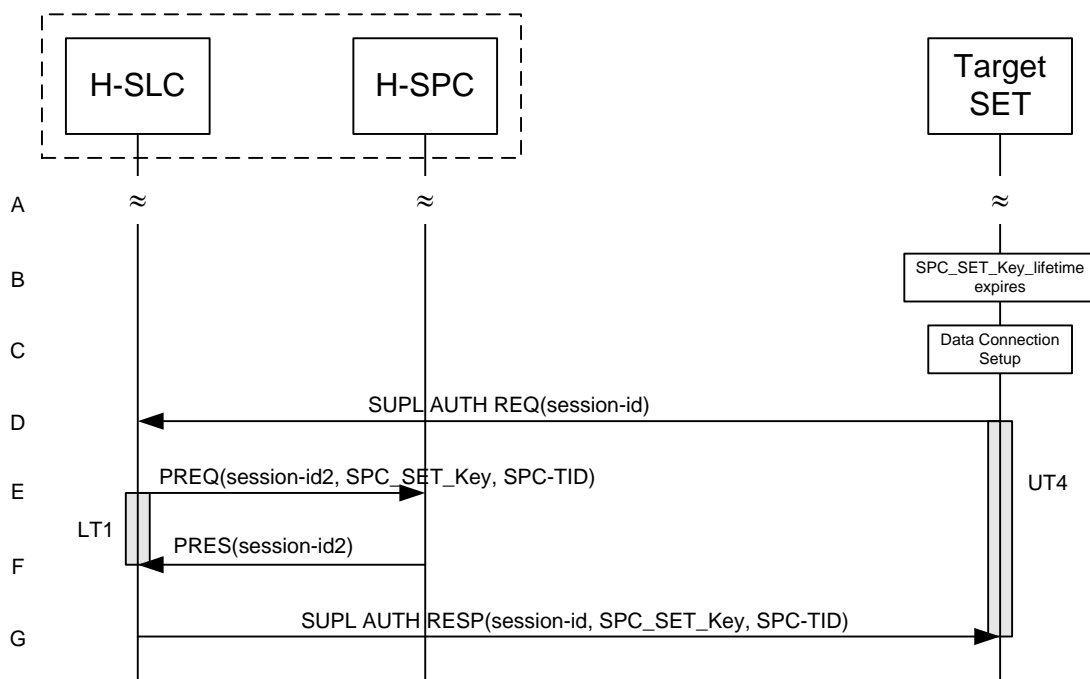 H-SLC
H-SPC
Target
SET
A
≈ ≈ ≈
B
SPC_SET_Key_lifetime
expires
C
Data Connection
Setup
D
SUPL AUTH REQ(session-id)
E
PREQ(session-id2, SPC_SET_Key, SPC-TID)
UT4
LT1
F
PRES(session-id2)
G
SUPL AUTH RESP(session-id, SPC_SET_Key, SPC-TID)